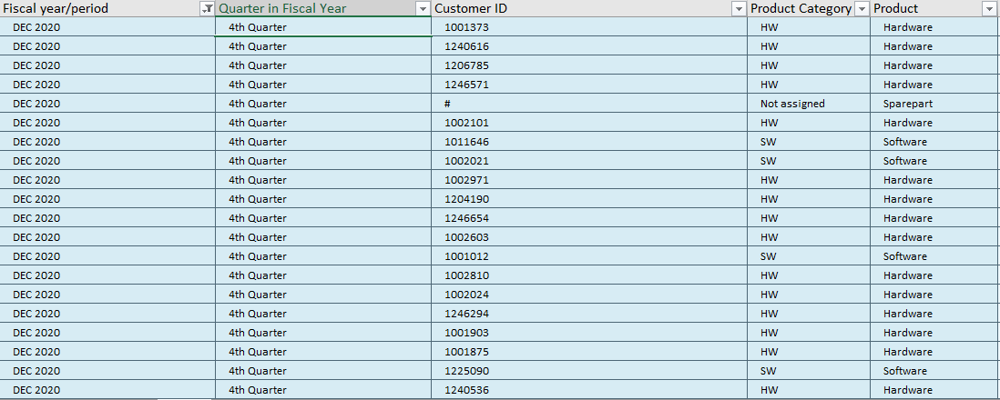 Fiscal year/period Quarter in Fiscal Year Customer ID Product Category Product
DEC 2020 4th Quarter 1001373 HW Hardware
DEC 2020 4th Quarter 1240616 HW Hardware
DEC 2020 4th Quarter 1206785 HW Hardware
DEC 2020 4th Quarter 1246571 HW Hardware
DEC 2020 4th Quarter # Not assigned Sparepart
DEC 2020 4th Quarter 1002101 HW Hardware
DEC 2020 4th Quarter 1011646 SW Software
DEC 2020 4th Quarter 1002021 SW Software
DEC 2020 4th Quarter 1002971 HW Hardware
DEC 2020 4th Quarter 1204190 HW Hardware
DEC 2020 4th Quarter 1246654 HW Hardware
DEC 2020 4th Quarter 1002603 HW Hardware
DEC 2020 4th Quarter 1001012 SW Software
DEC 2020 4th Quarter 1002810 HW Hardware
DEC 2020 4th Quarter 1002024 HW Hardware
DEC 2020 4th Quarter 1246294 HW Hardware
DEC 2020 4th Quarter 1001903 HW Hardware
DEC 2020 4th Quarter 1001875 HW Hardware
DEC 2020 4th Quarter 1225090 SW Software
DEC 2020 4th Quarter 1240536 HW Hardware